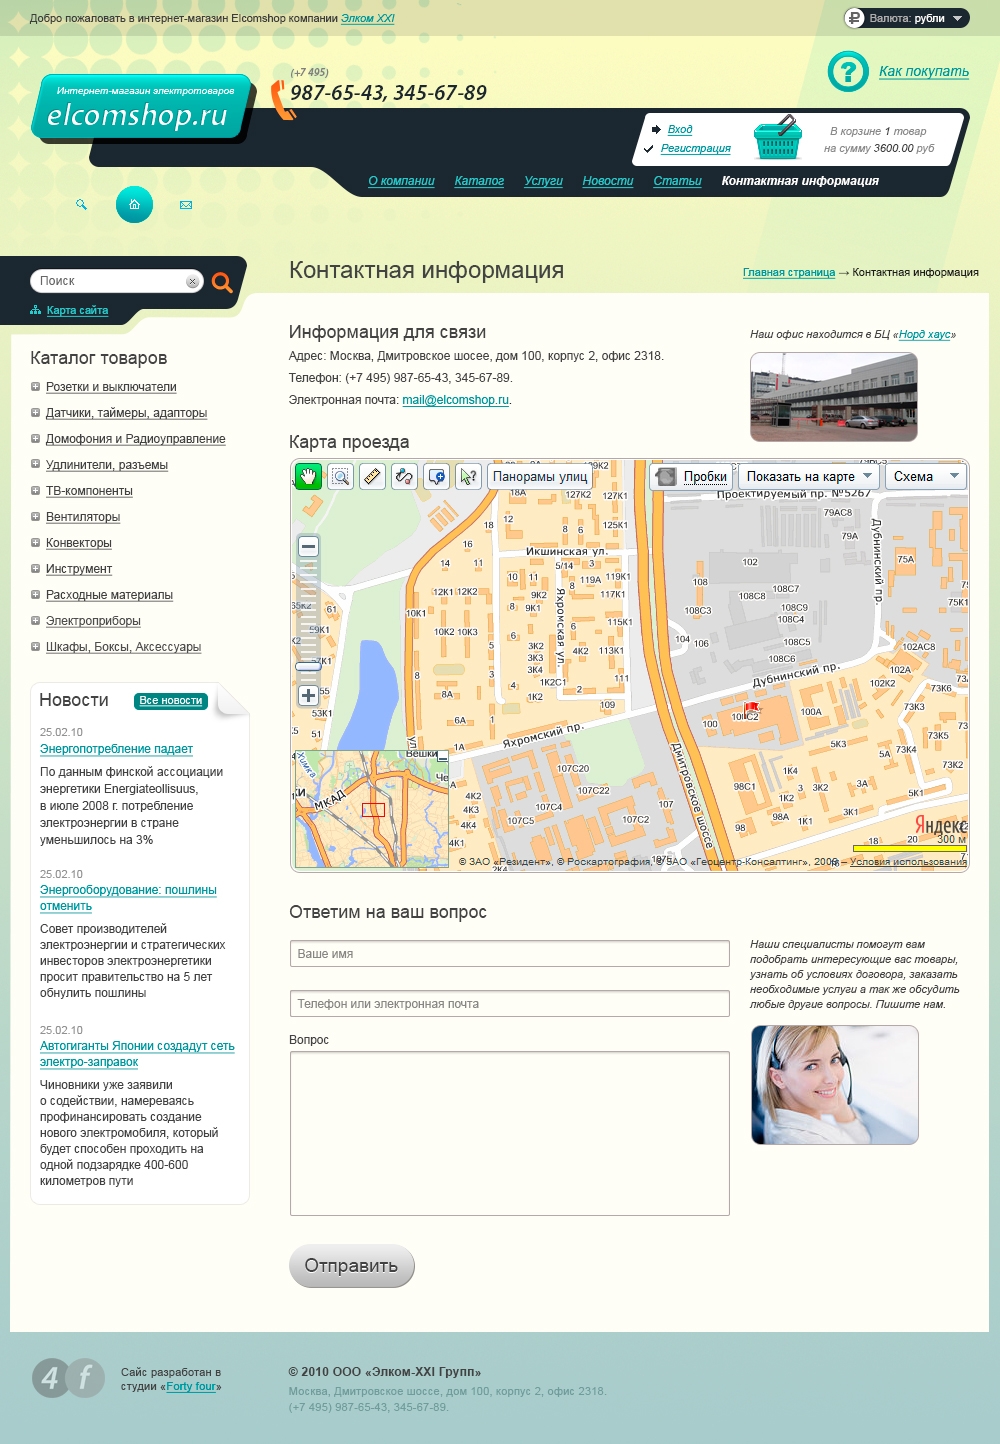 Добро пожаловать в интернет-магазин Elcomshop компании Элком XXI
Валюта: рубли
Интернет-магазин электротоваров
elcomshop.ru
(+7 495)
987-65-43, 345-67-89
Как покупать
Вход
Регистрация
В корзине 1 товар
на сумму 3600.00 руб
О компании Каталог Услуги Новости Статьи Контактная информация
Поиск
Карта сайта
Контактная информация
Главная страница → Контактная информация
Каталог товаров
Розетки и выключатели
Датчики, таймеры, адапторы
Домофония и Радиоуправление
Удлинители, разъемы
ТВ-компоненты
Вентиляторы
Конвекторы
Инструмент
Расходные материалы
Электроприборы
Шкафы, Боксы, Аксессуары
Новости
Все новости
25.02.10
Энергопотребление падает
По данным финской ассоциации
энергетики Energiateollisuus,
в июле 2008 г. потребление
электроэнергии в стране
уменьшилось на 3%
25.02.10
Энергооборудование: пошлины
отменить
Совет производителей
электроэнергии и стратегических
инвесторов электроэнергетики
просит правительство на 5 лет
обнулить пошлины
25.02.10
Автогиганты Японии создадут сеть
электро-заправок
Чиновники уже заявили
о содействии, намереваясь
профинансировать создание
нового электромобиля, который
будет способен проходить на
одной подзарядке 400-600
километров пути
Информация для связи
Адрес: Москва, Дмитровское шосее, дом 100, корпус 2, офис 2318.
Телефон: (+7 495) 987-65-43, 345-67-89.
Электронная почта: mail@elcomshop.ru.
Наш офис находится в БЦ «Норд хаус»
Карта проезда
Панорамы улиц
Пробки
Показать на карте
Схема
Проектируемый пр. №5267
Икшинская ул.
Яхромская ул.
Дубнинский пр.
Дубнинский пр.
Яхромский пр.
Дмитровское шоссе
МКАД
Химка
Вешки
Яндекс
300 м
© ЗАО «Резидент», © Роскартография, © ЗАО «Геоцентр-Консалтинг», 2008 – Условия использования
Ответим на ваш вопрос
Ваше имя
Телефон или электронная почта
Вопрос
Отправить
Наши специалисты помогут вам
подобрать интересующие вас товары,
узнать об условиях договора, заказать
необходимые услуги а так же обсудить
любые другие вопросы. Пишите нам.
4f
Сайс разработан в
студии «Forty four»
© 2010 ООО «Элком-XXI Групп»
Москва, Дмитровское шоссе, дом 100, корпус 2, офис 2318.
(+7 495) 987-65-43, 345-67-89.